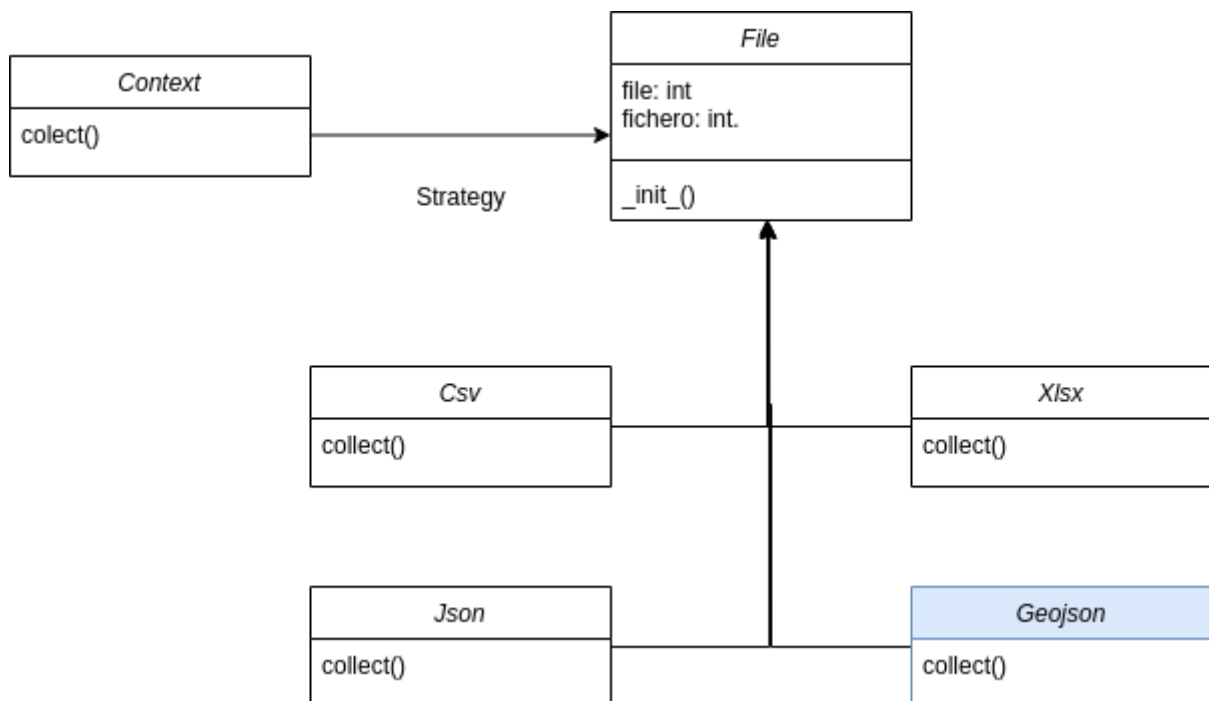 Context
colect()
Strategy
File
file: int
fichero: int.
_init_()
Csv
collect()
Xlsx
collect()
Json
collect()
Geojson
collect()